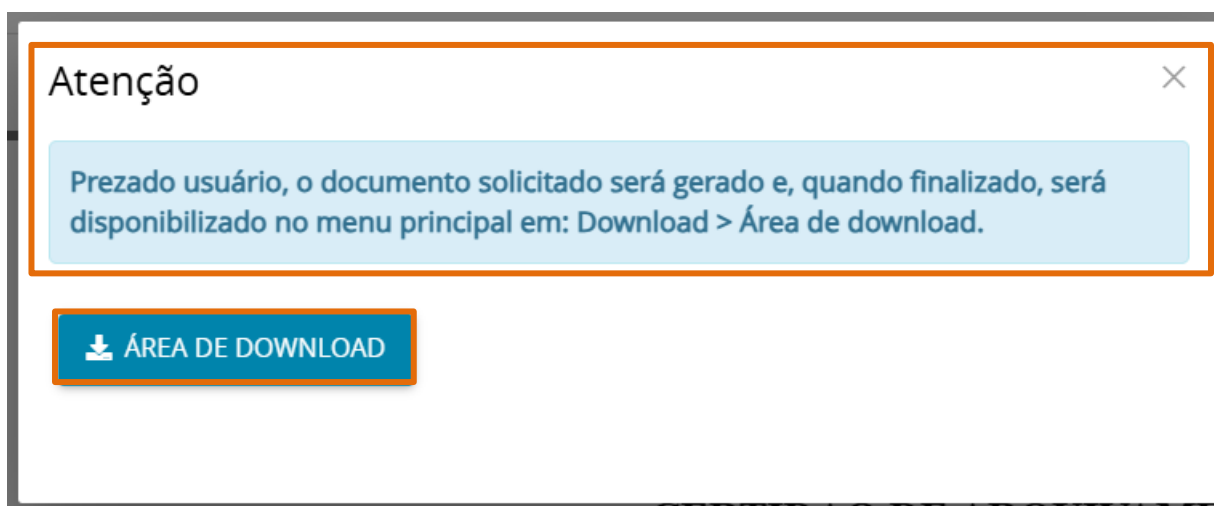 Atenção
Prezado usuário, o documento solicitado será gerado e, quando finalizado, será
disponibilizado no menu principal em: Download > Área de download.
ÁREA DE DOWNLOAD